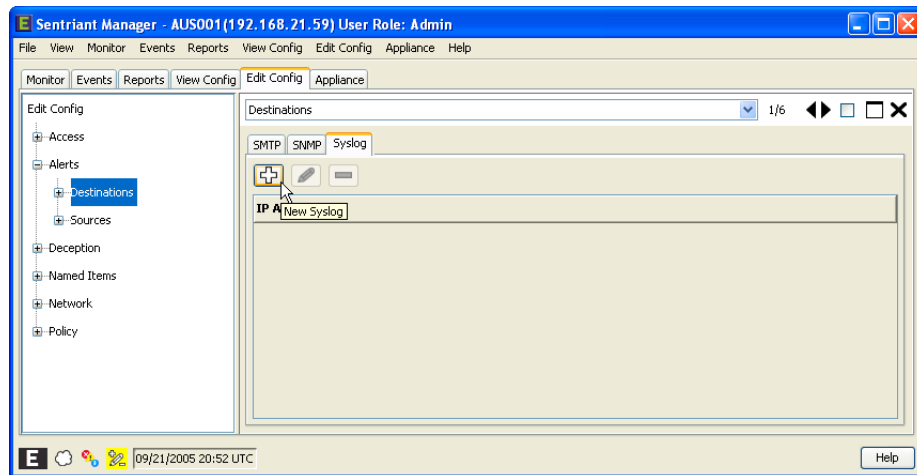 E Sentriant Manager - AUS001(192.168.21.59) User Role: Admin
File View Monitor Events Reports View Config Edit Config Appliance Help
Monitor Events Reports View Config Edit Config Appliance
Edit Config
Destinations 1/6
Access
SMTP SNMP Syslog
Alerts
Destinations
IP A
New Syslog
Sources
Deception
Named Items
Network
Policy
E 09/21/2005 20:52 UTC Help